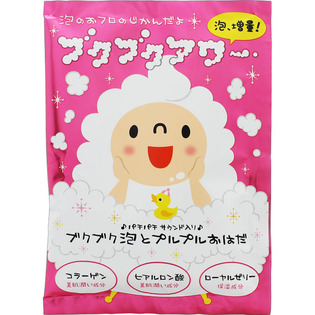 泡のおフロのじかんだよ
ブクブクアワー
泡、増量!
♪パチパチ サウンド入り♪
ブクブク泡とプルプルおはだ
コラーゲン
美肌潤い成分
ヒアルロン酸
美肌潤い成分
ローヤルゼリー
保湿成分